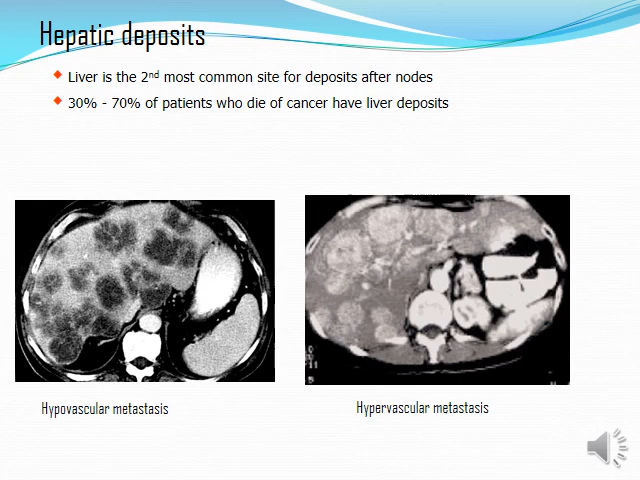 Hepatic deposits
Liver is the 2nd most common site for deposits after nodes
30% - 70% of patients who die of cancer have liver deposits
Hypovascular metastasis
Hypervascular metastasis